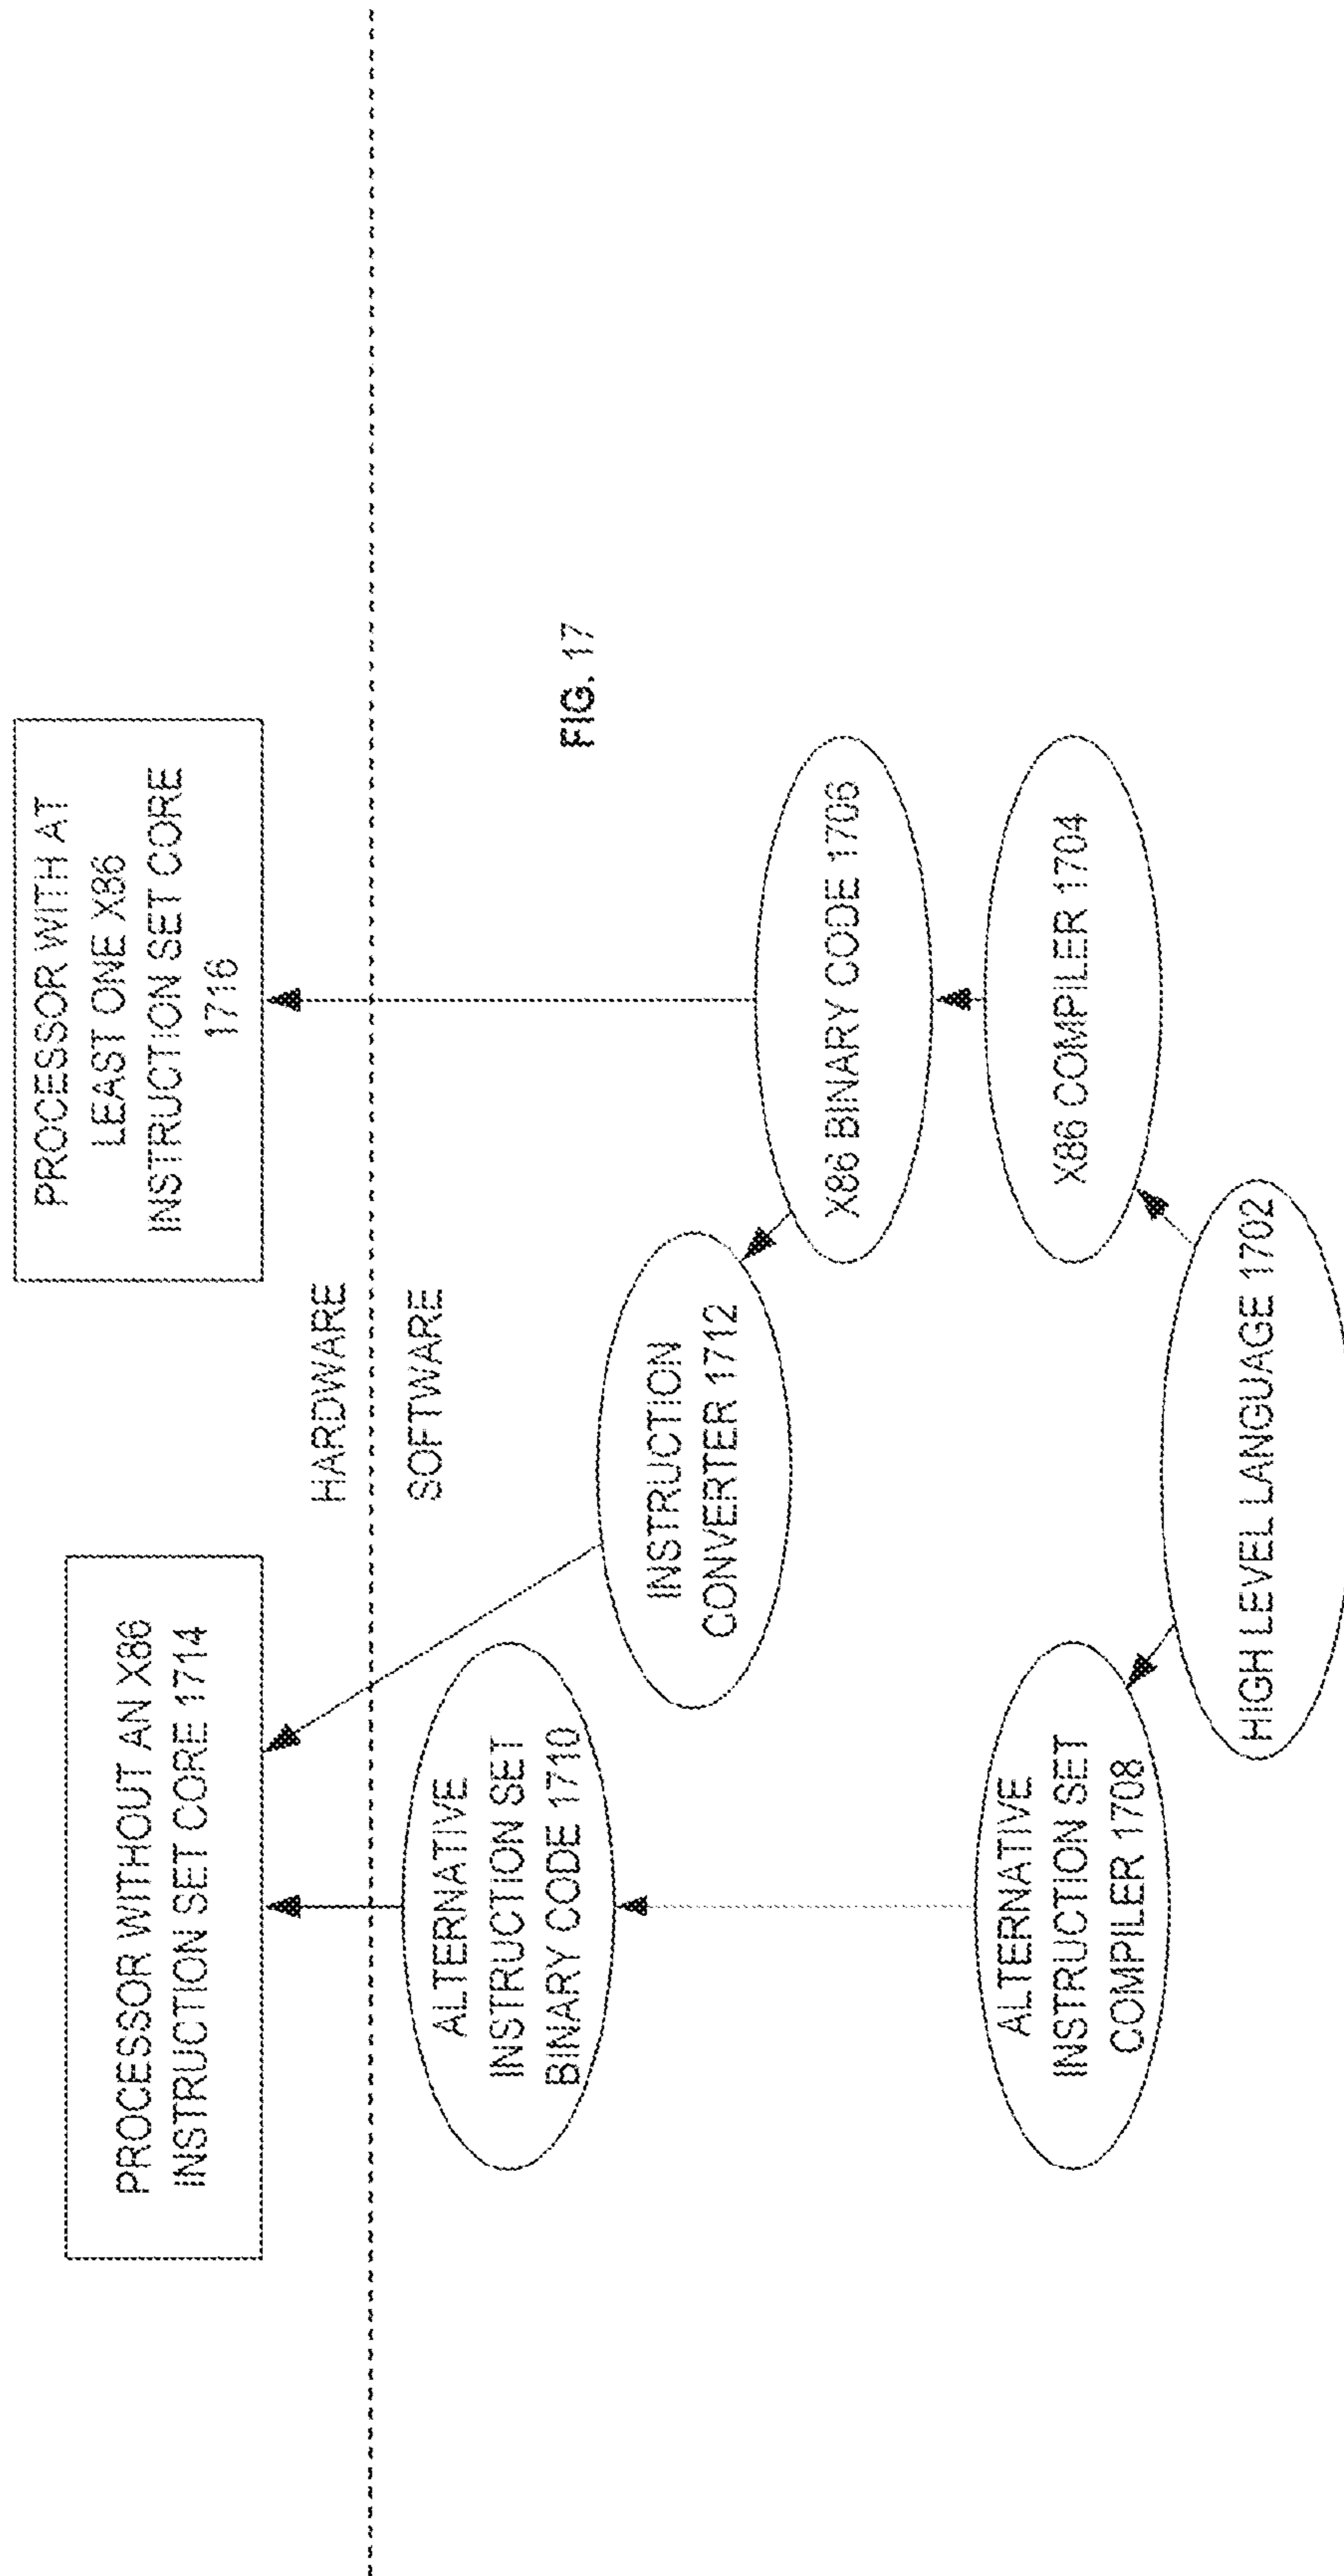 PROCESSOR WITHOUT AN X86
INSTRUCTION SET CORE 1714
PROCESSOR WITH AT
LEAST ONE X86
INSTRUCTION SET CORE
1716
HARDWARE
SOFTWARE
ALTERNATIVE
INSTRUCTION SET
BINARY CODE 1710
INSTRUCTION
CONVERTER 1712
FIG. 17
X86 BINARY CODE 1706
ALTERNATIVE
INSTRUCTION SET
COMPILER 1708
X86 COMPILER 1704
HIGH LEVEL LANGUAGE 1702